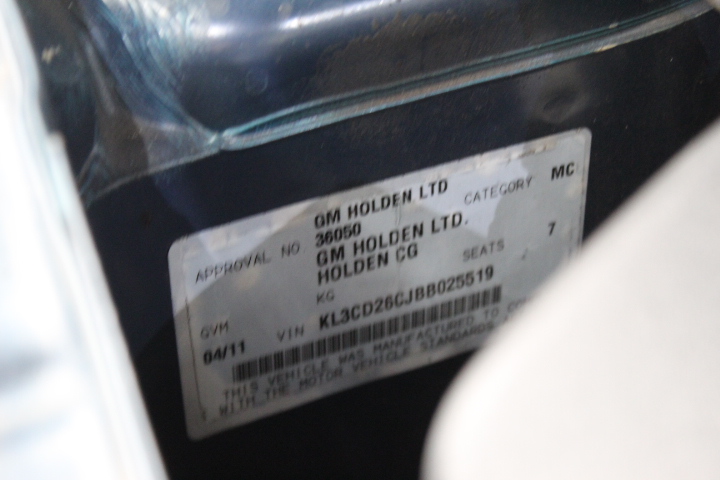 GM HOLDEN LTD
APPROVAL NO 36050 CATEGORY MC
GM HOLDEN LTD.
HOLDEN CG SEATS 7
GVM KG
04/11 VIN KL3CD26CJBB025519
THIS VEHICLE WAS MANUFACTURED TO
WITH THE MOTOR VEHICLE STANDARDS